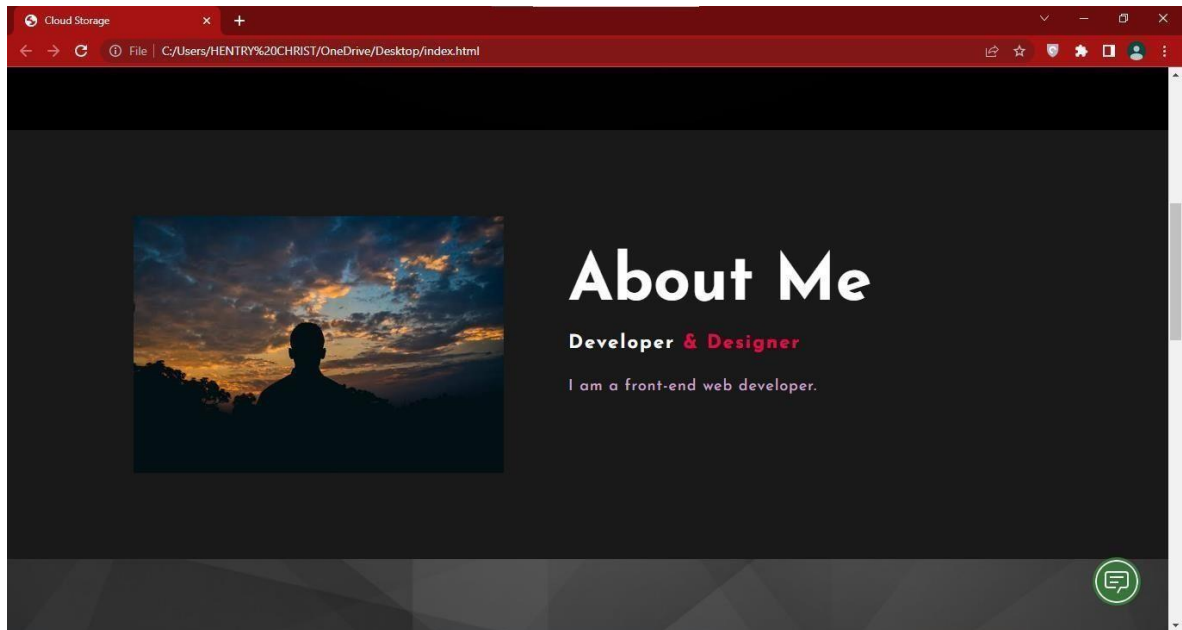 Cloud Storage
File | C:/Users/HENTRY%20CHRIST/OneDrive/Desktop/index.html
About Me
Developer & Designer
I am a front-end web developer.